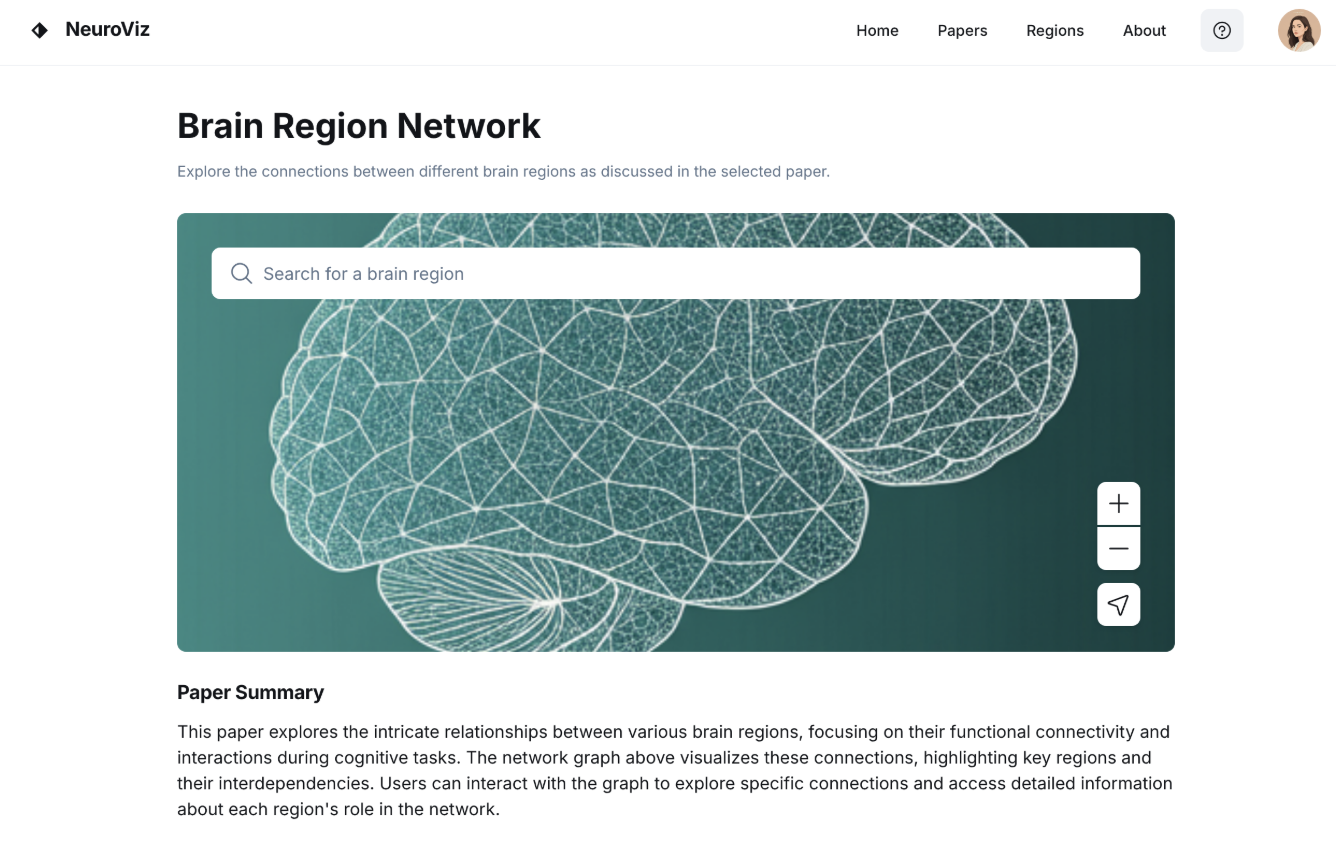 NeuroViz
Home
Papers
Regions
About
Brain Region Network
Explore the connections between different brain regions as discussed in the selected paper.
Search for a brain region
Paper Summary
This paper explores the intricate relationships between various brain regions, focusing on their functional connectivity and
interactions during cognitive tasks. The network graph above visualizes these connections, highlighting key regions and
their interdependencies. Users can interact with the graph to explore specific connections and access detailed information
about each region's role in the network.